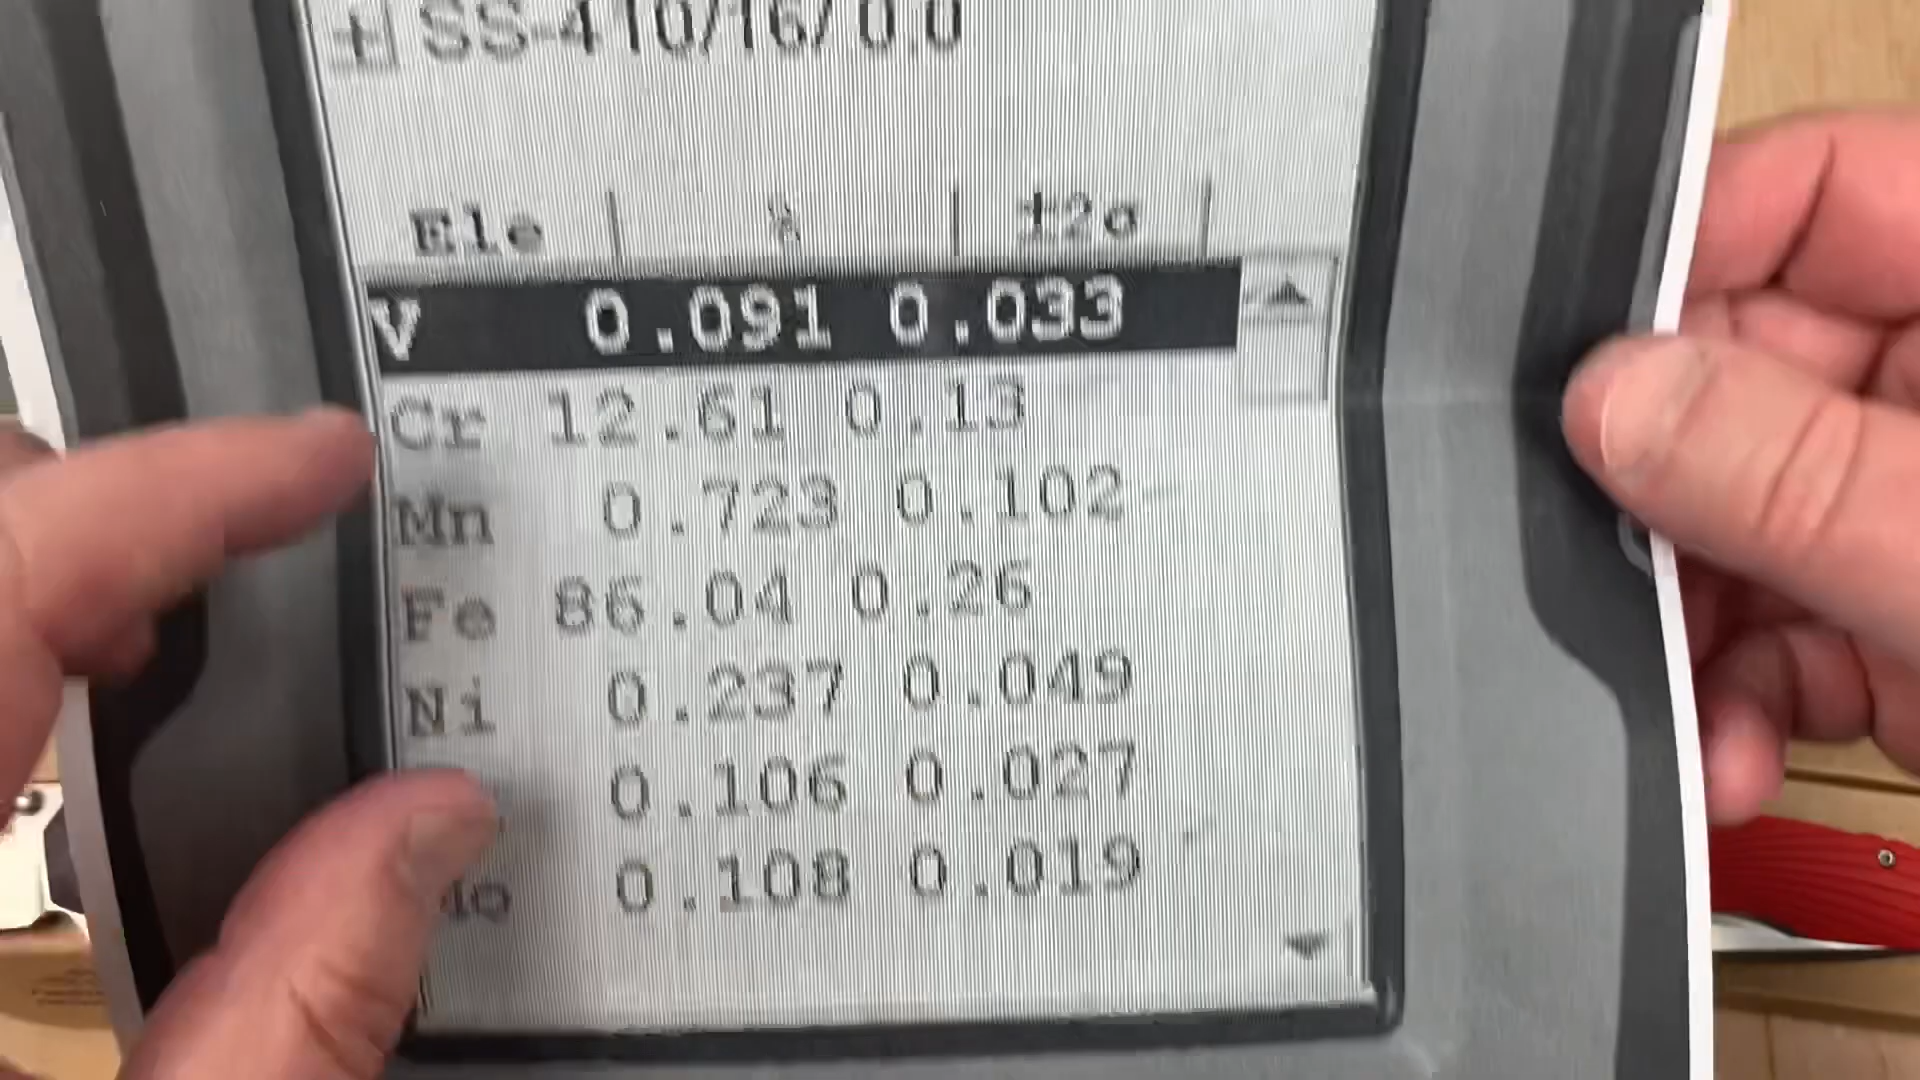 SS-410/16/0.0
Ele % ±2σ
V 0.091 0.033
Cr 12.61 0.13
Mn 0.723 0.102
Fe 86.04 0.26
Ni 0.237 0.049
0.106 0.027
Mo 0.108 0.019